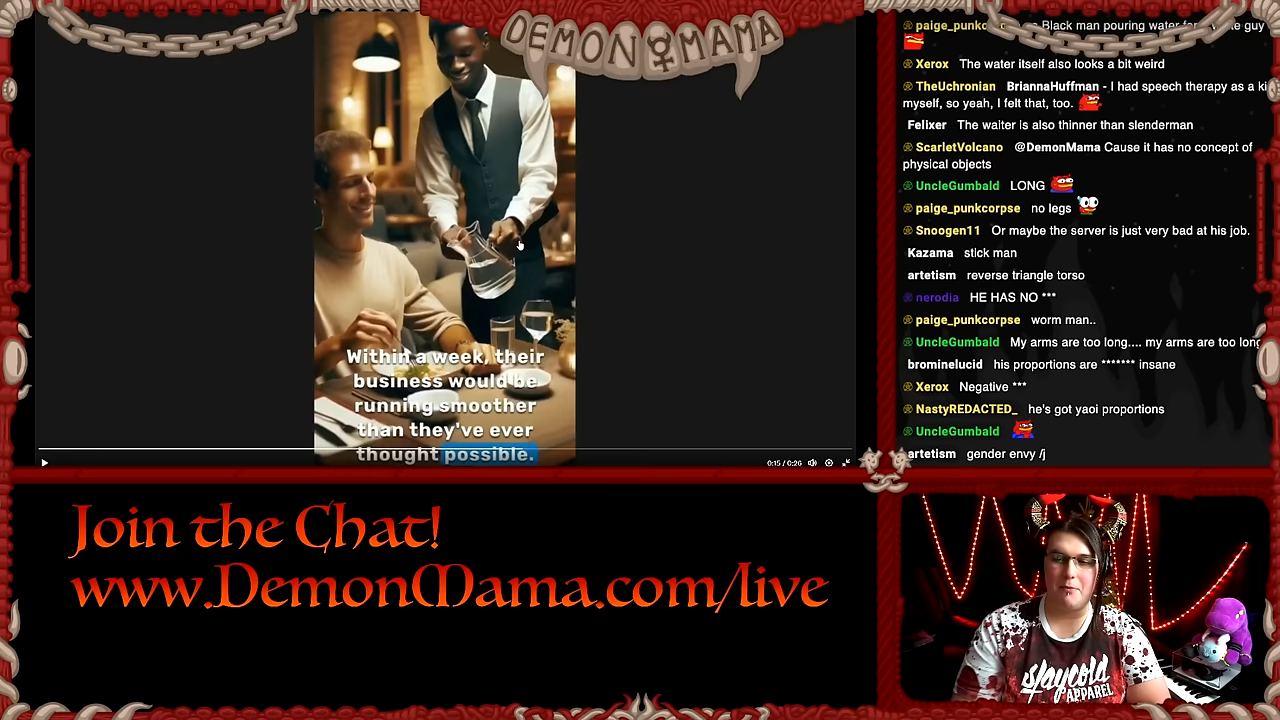 DEMON MAMA
Within a week, their
business would be
running smoother
than they've ever
thought possible.
0:15 / 0:26
Black man pouring water
guy
Xerox The water itself also looks a bit weird
TheUchronian BriannaHuffman - I had speech therapy as a
myself, so yeah, I felt that, too.
Felixer The waiter is also thinner than slenderman
ScarletVolcano @DemonMama Cause it has no concept of
physical objects
UncleGumbald LONG
paige_punkcorpse no legs
Snoogen11 Or maybe the server is just very bad at his job.
Kazama stick man
artetism reverse triangle torso
nerodia HE HAS NO ***
paige_punkcorpse worm man..
UncleGumbald My arms are too long.... my arms are too long
brominelucid his proportions are ******* insane
Xerox Negative ***
NastyREDACTED_ he's got yaoi proportions
UncleGumbald
artetism gender envy /j
Join the Chat!
www.DemonMama.com/live
slaycold
APPAREL